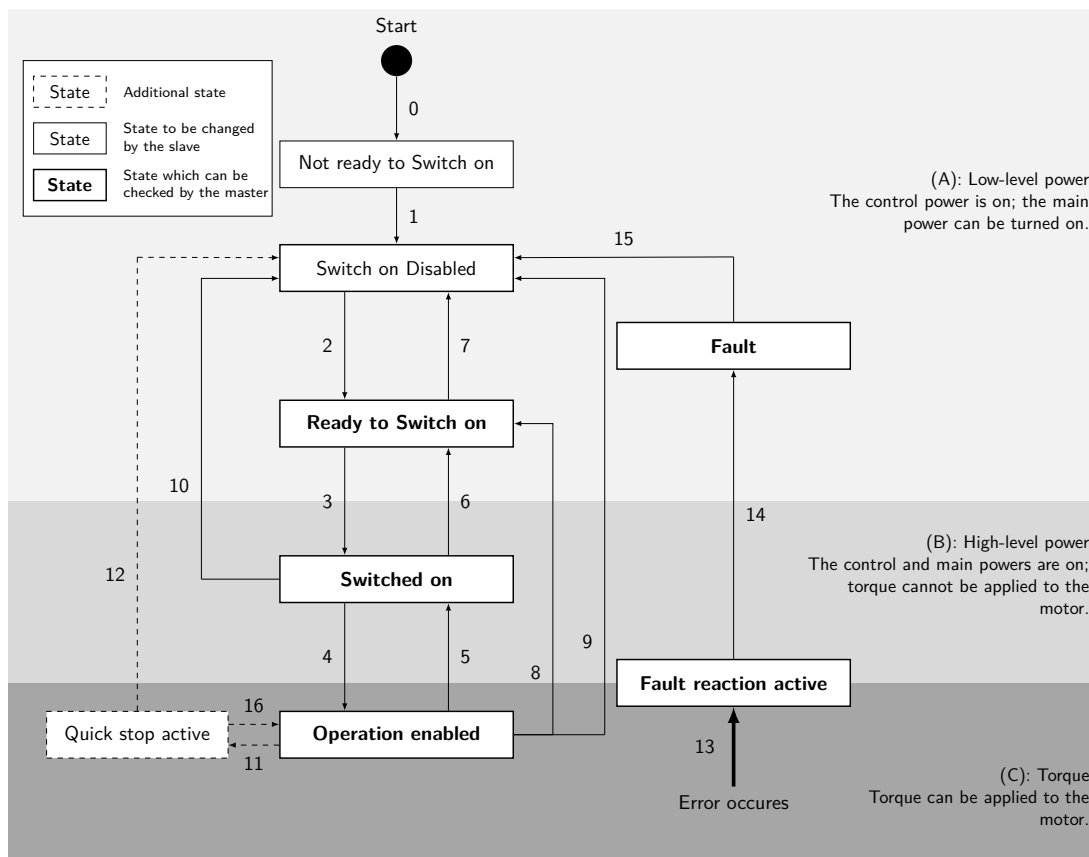 Start
State
Additional state
State
State to be changed
by the slave
State
State which can be
checked by the master
0
Not ready to Switch on
(A): Low-level power
The control power is on; the main
power can be turned on.
1
15
Switch on Disabled
2
7
Fault
Ready to Switch on
10
3
6
14
(B): High-level power
The control and main powers are on;
torque cannot be applied to the
motor.
12
Switched on
4
5
8
9
Fault reaction active
16
Quick stop active
Operation enabled
11
13
(C): Torque
Torque can be applied to the
motor.
Error occures